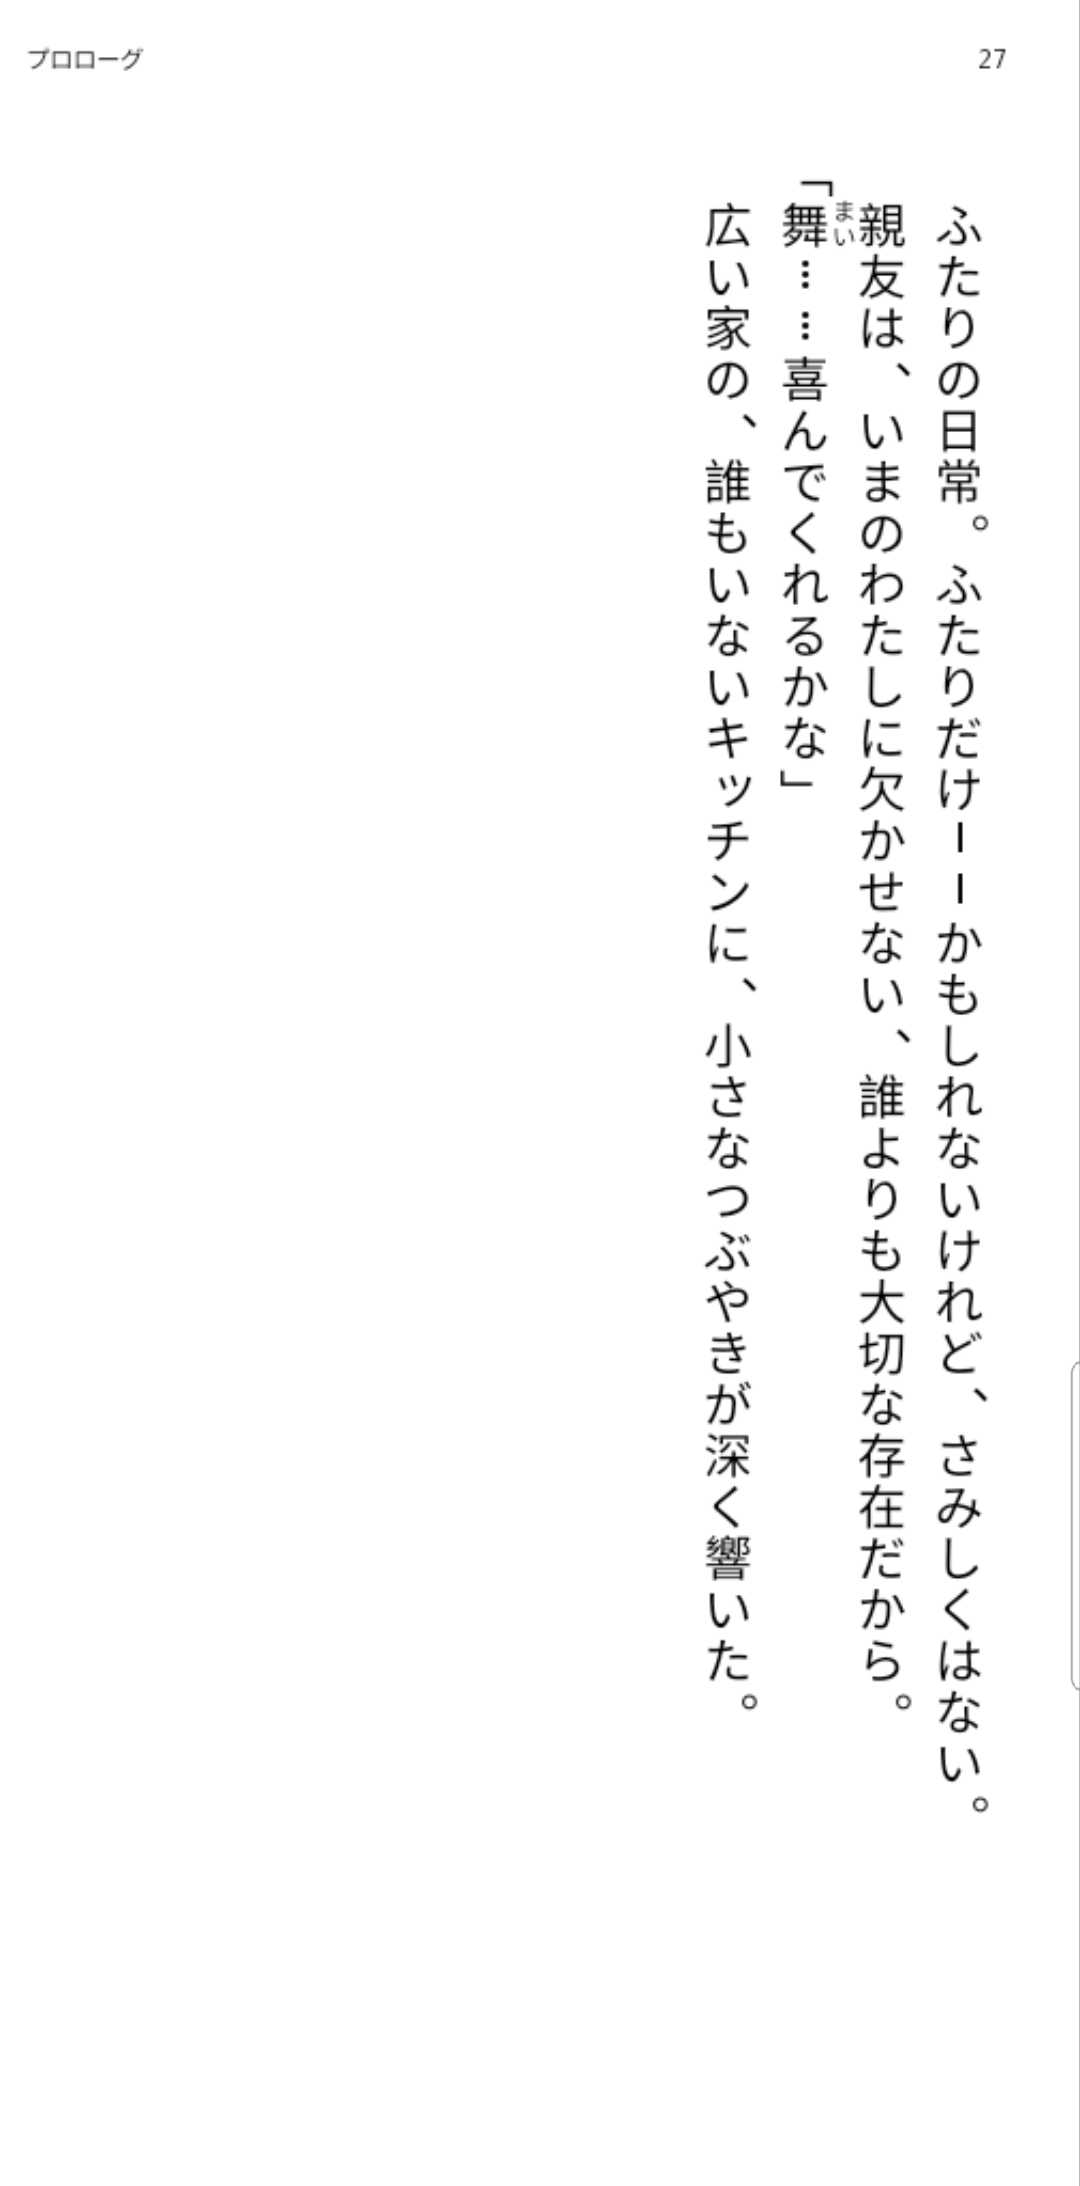 プロローグ
27
ふたりの日常。ふたりだけ――かもしれないけれど、さみしくはない。
親友は、いまのわたしに欠かせない、誰よりも大切な存在だから。
まい
「舞……喜んでくれるかな」
広い家の、誰もいないキッチンに、小さなつぶやきが深く響いた。